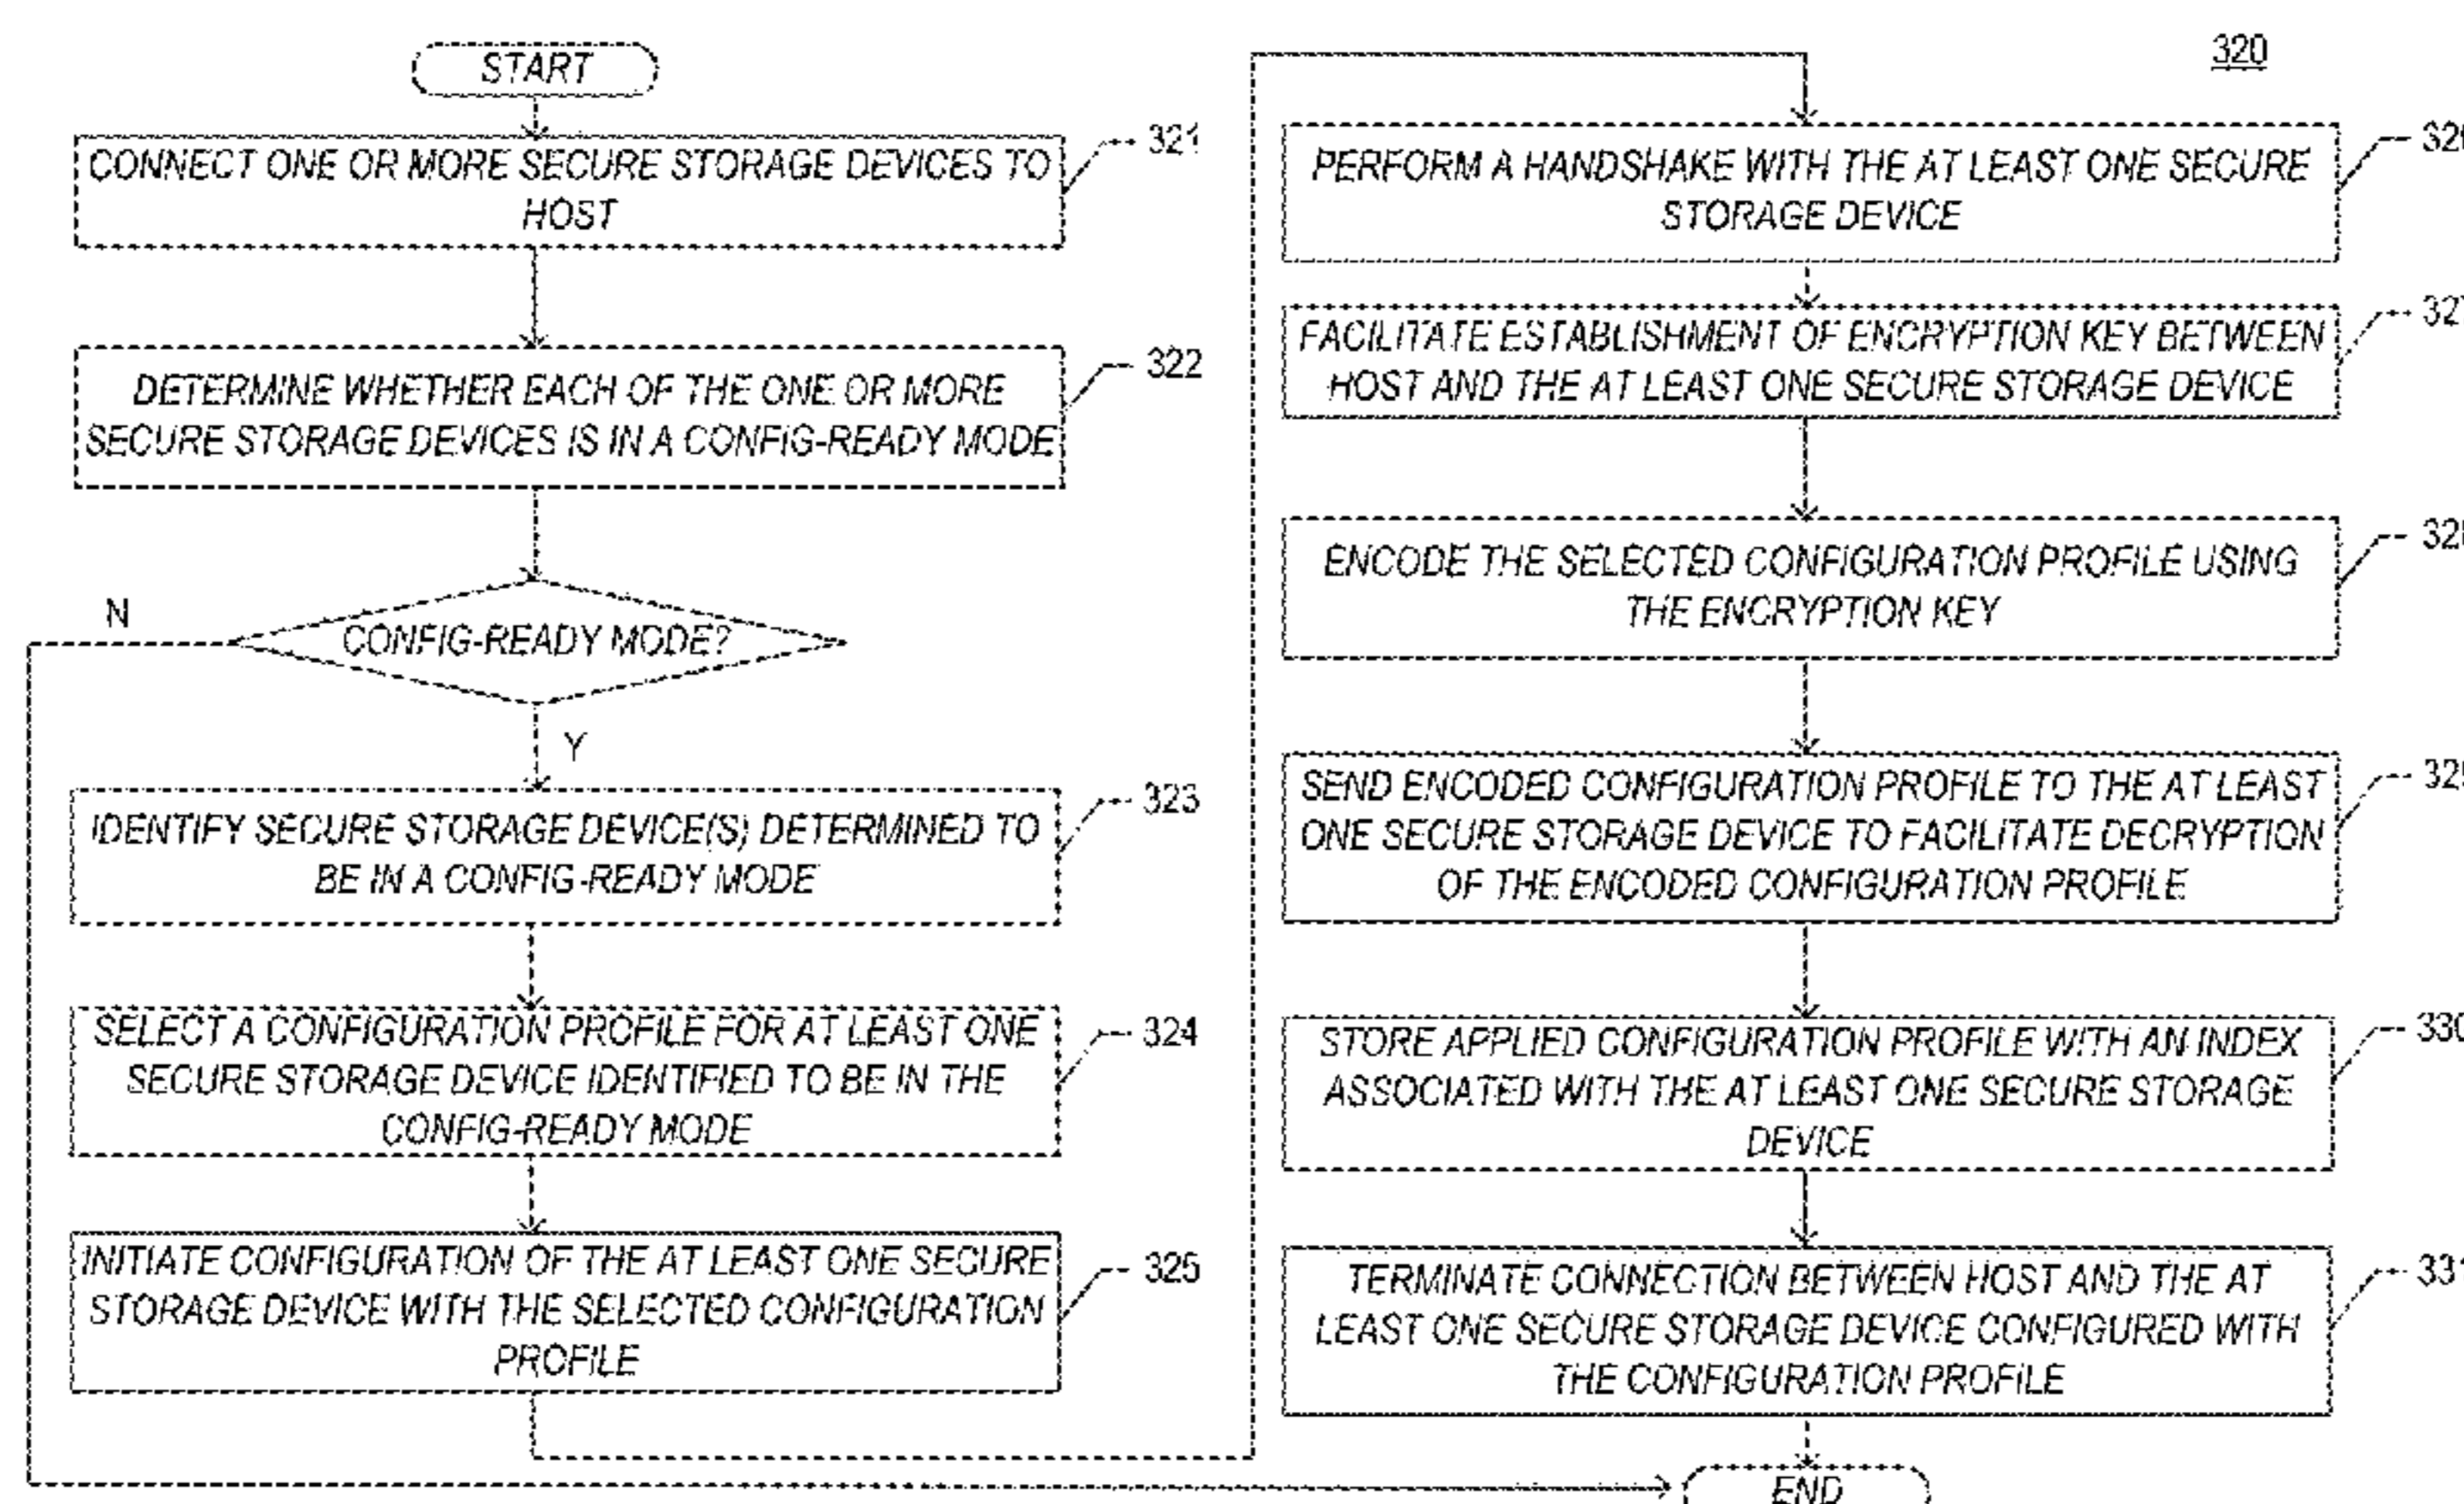 START
320
CONNECT ONE OR MORE SECURE STORAGE DEVICES TO
HOST
321
DETERMINE WHETHER EACH OF THE ONE OR MORE
SECURE STORAGE DEVICES IS IN A CONFIG-READY MODE
322
CONFIG-READY MODE?
N
Y
IDENTIFY SECURE STORAGE DEVICE(S) DETERMINED TO
BE IN A CONFIG-READY MODE
323
SELECT A CONFIGURATION PROFILE FOR AT LEAST ONE
SECURE STORAGE DEVICE IDENTIFIED TO BE IN THE
CONFIG-READY MODE
324
INITIATE CONFIGURATION OF THE AT LEAST ONE SECURE
STORAGE DEVICE WITH THE SELECTED CONFIGURATION
PROFILE
325
PERFORM A HANDSHAKE WITH THE AT LEAST ONE SECURE
STORAGE DEVICE
FACILITATE ESTABLISHMENT OF ENCRYPTION KEY BETWEEN
HOST AND THE AT LEAST ONE SECURE STORAGE DEVICE
ENCODE THE SELECTED CONFIGURATION PROFILE USING
THE ENCRYPTION KEY
SEND ENCODED CONFIGURATION PROFILE TO THE AT LEAST
ONE SECURE STORAGE DEVICE TO FACILITATE DECRYPTION
OF THE ENCODED CONFIGURATION PROFILE
STORE APPLIED CONFIGURATION PROFILE WITH AN INDEX
ASSOCIATED WITH THE AT LEAST ONE SECURE STORAGE
DEVICE
330
TERMINATE CONNECTION BETWEEN HOST AND THE AT
LEAST ONE SECURE STORAGE DEVICE CONFIGURED WITH
THE CONFIGURATION PROFILE
331
END